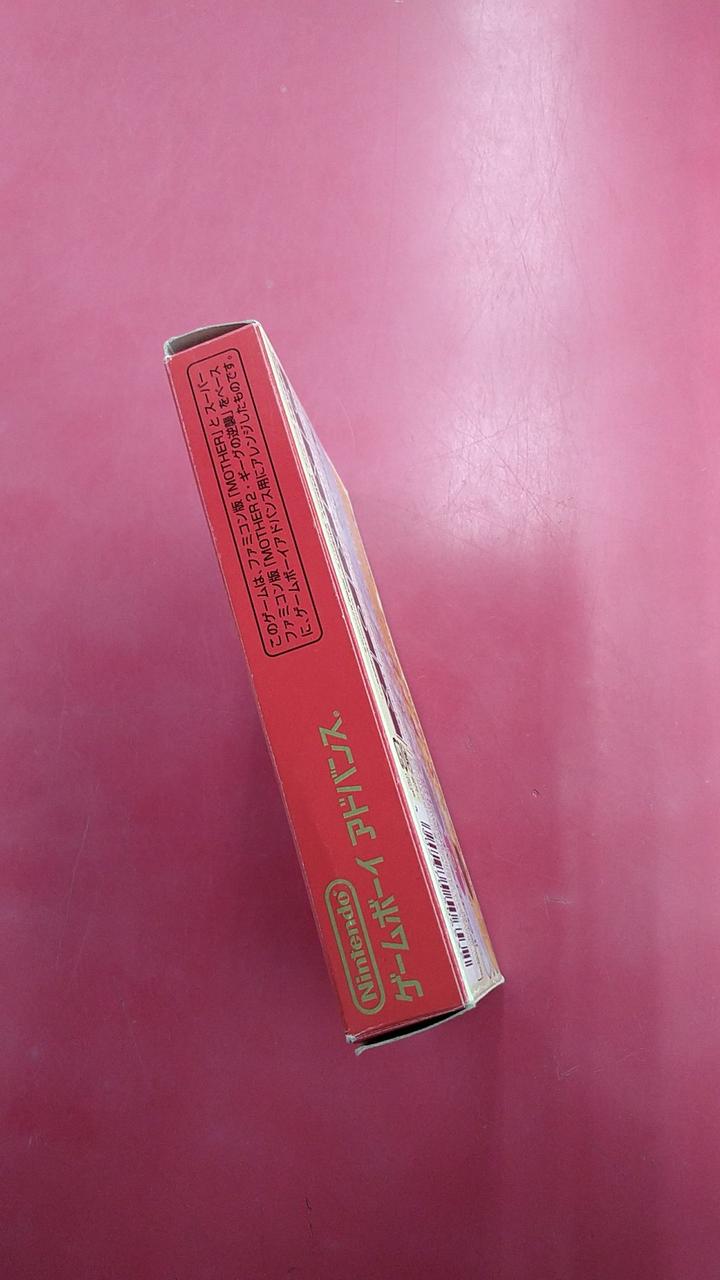 このゲームは、ファミコン版「MOTHER」とスーパー
ファミコン版「MOTHER2・ギーグの逆襲」をベース
に、ゲームボーイアドバンス用にアレンジしたものです。
Nintendo®
ゲームボーイ アドバンス®